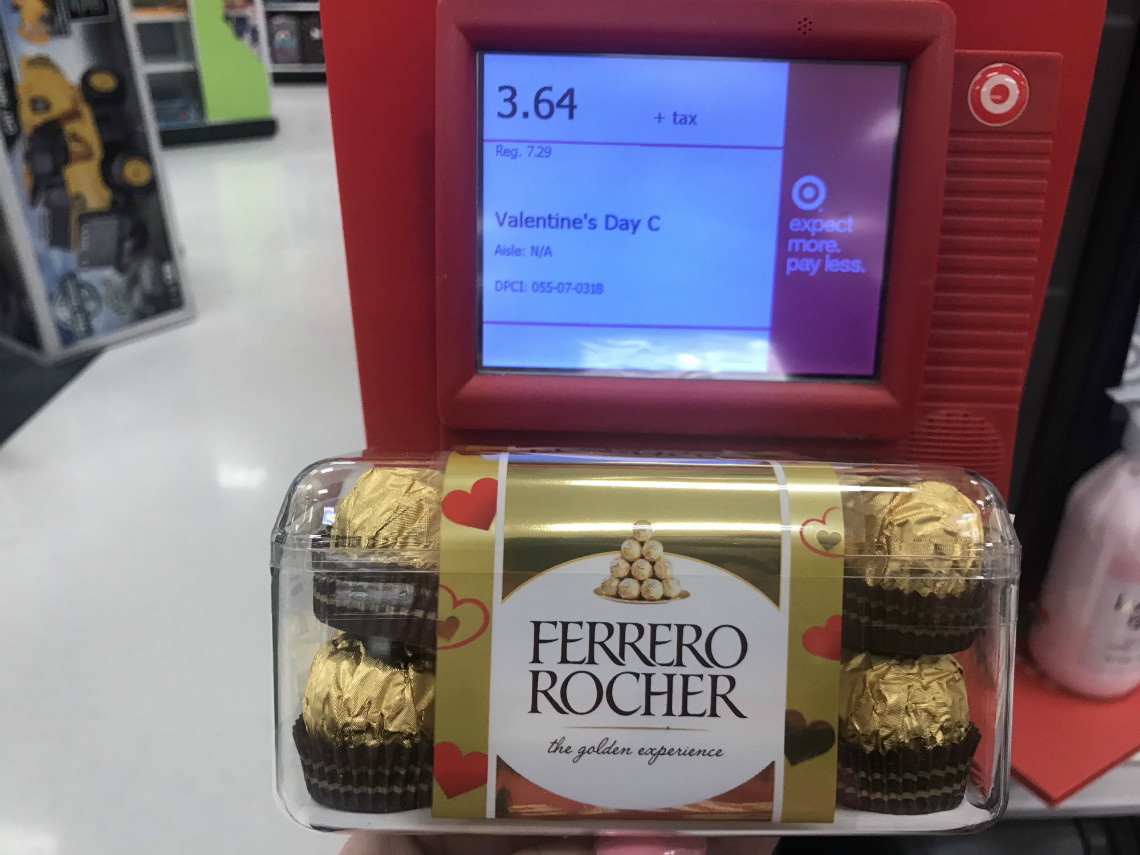 3.64
+ tax
Reg. 7.29
Valentine's Day C
Aisle: N/A
DPCI: 055-07-0318
expect
more.
pay less.
FERRERO
ROCHER
the golden experience